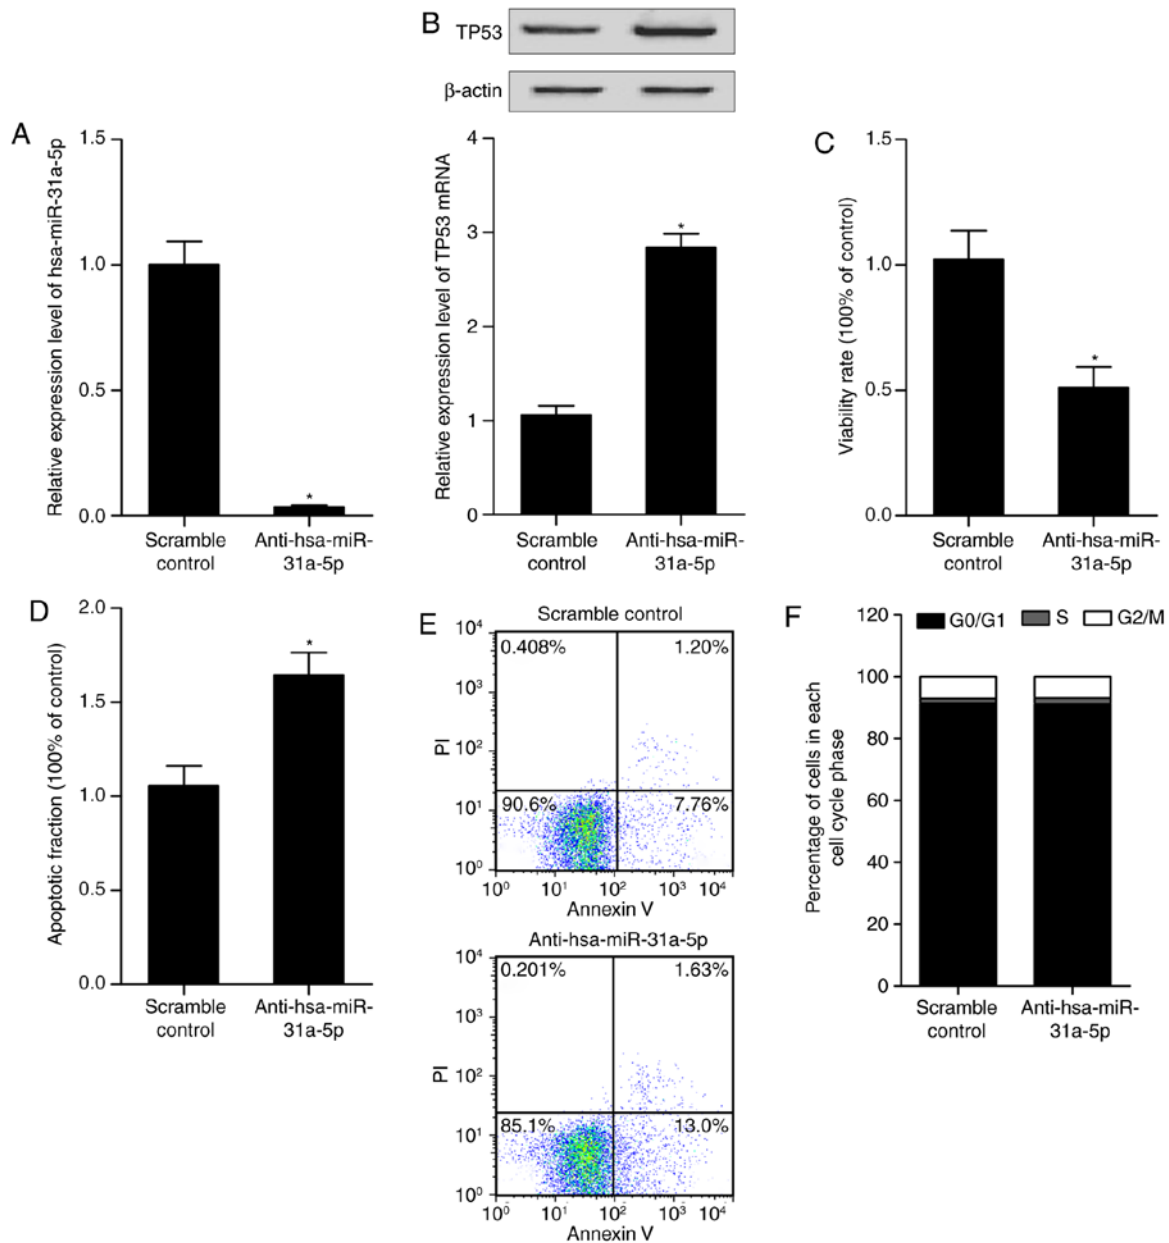 B
TP53
β-actin
A
Relative expression level of hsa-miR-31a-5p
1.5
1.0
0.5
0.0
*
Scramble
control
Anti-hsa-miR-
31a-5p
Relative expression level of TP53 mRNA
4
3
2
1
0
*
Scramble
control
Anti-hsa-miR-
31a-5p
C
Viability rate (100% of control)
1.5
1.0
0.5
0.0
*
Scramble
control
Anti-hsa-miR-
31a-5p
D
Apoptotic fraction (100% of control)
2.0
1.5
1.0
0.5
0.0
*
Scramble
control
Anti-hsa-miR-
31a-5p
E
Scramble control
PI
10⁴
10³
10²
10¹
10⁰
0.408%
1.20%
90.6%
7.76%
10⁰ 10¹ 10² 10³ 10⁴
Annexin V
Anti-hsa-miR-31a-5p
PI
10⁴
10³
10²
10¹
10⁰
0.201%
1.63%
85.1%
13.0%
10⁰ 10¹ 10² 10³ 10⁴
Annexin V
F
G0/G1 S G2/M
Percentage of cells in each
cell cycle phase
120
100
80
60
40
20
0
Scramble
control
Anti-hsa-miR-
31a-5p